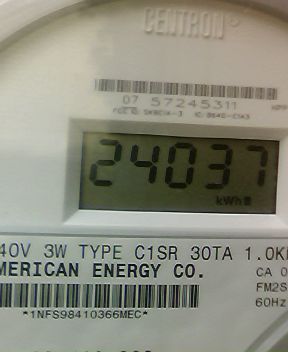 CENTRON®
07 57245311
24037
kWh
40V 3W TYPE C1SR 30TA 1.0K
MERICAN ENERGY CO.
CA 0
FM2S
60Hz
*1NFS98410366MEC*